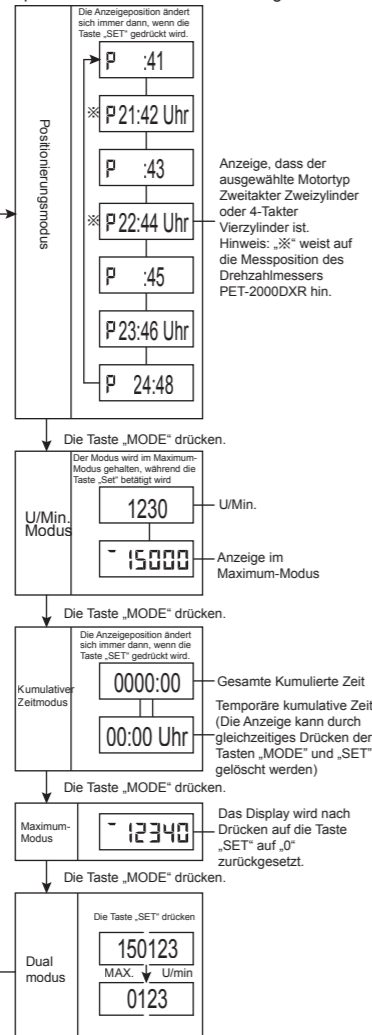 Die Anzeigeposition ändert
sich immer dann, wenn die
Taste „SET“ gedrückt wird.
Positionierungsmodus
P :41
※ P 21:42 Uhr
P :43
※ P 22:44 Uhr
P :45
P 23:46 Uhr
P 24:48
Anzeige, dass der
ausgewählte Motortyp
Zweitakter Zweizylinder
oder 4-Takter
Vierzylinder ist.
Hinweis: „※“ weist auf
die Messposition des
Drehzahlmessers
PET-2000DXR hin.
Die Taste „MODE“ drücken.
Der Modus wird im Maximum-
Modus gehalten, während die
Taste „Set“ betätigt wird
U/Min.
Modus
1230
U/Min.
‾ 15000
Anzeige im
Maximum-Modus
Die Taste „MODE“ drücken.
Die Anzeigeposition ändert
sich immer dann, wenn die
Taste „SET“ gedrückt wird.
Kumulativer
Zeitmodus
0000:00
Gesamte Kumulierte Zeit
00:00 Uhr
Temporäre kumulative Zeit
(Die Anzeige kann durch
gleichzeitiges Drücken der
Tasten „MODE“ und „SET“
gelöscht werden)
Die Taste „MODE“ drücken.
Maximum-
Modus
‾ 12340
Das Display wird nach
Drücken auf die Taste
„SET“ auf „0“
zurückgesetzt.
Die Taste „MODE“ drücken.
Dual
modus
Die Taste „SET“ drücken
150123
MAX. U/min
0123